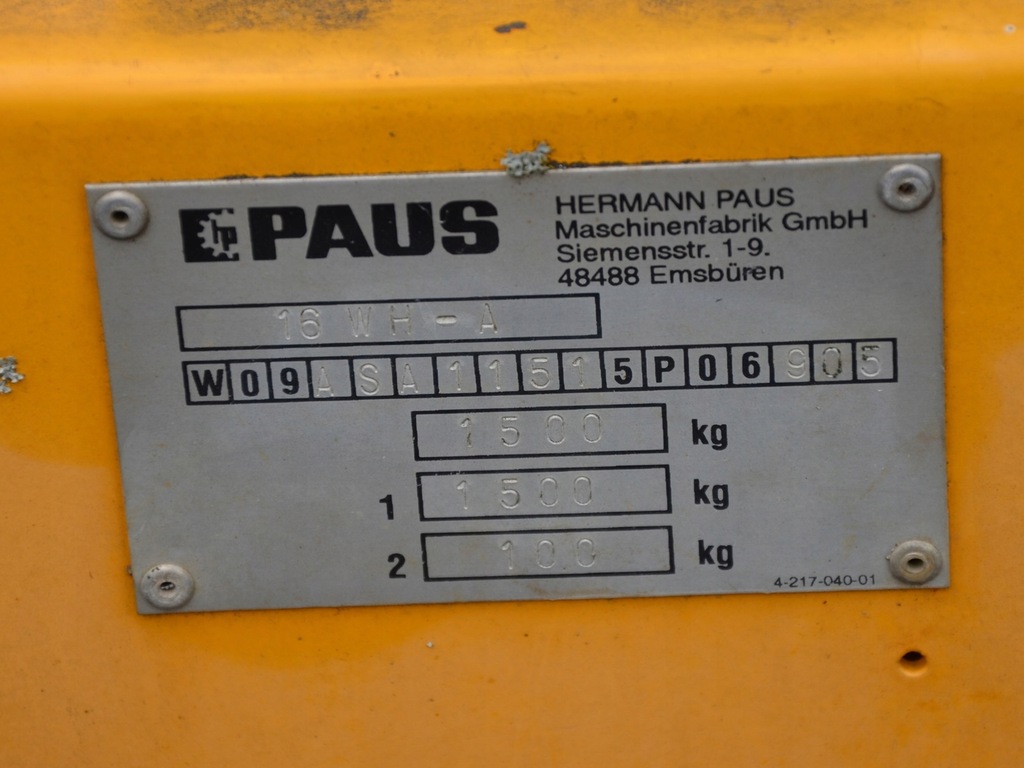 hp PAUS
HERMANN PAUS
Maschinenfabrik GmbH
Siemensstr. 1-9.
48488 Emsbüren
16 WH-A
W09ASA11515P06905
1500 kg
1 1500 kg
2 100 kg
4-217-040-01